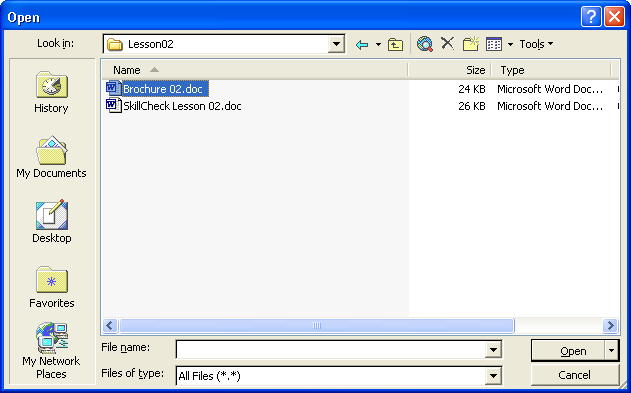 Open
Look in: Lesson02 Tools
Name Size Type
Brochure 02.doc 24 KB Microsoft Word Doc...
SkillCheck Lesson 02.doc 26 KB Microsoft Word Doc...
History
My Documents
Desktop
Favorites
My Network
Places
File name: Open
Files of type: All Files (*.*) Cancel